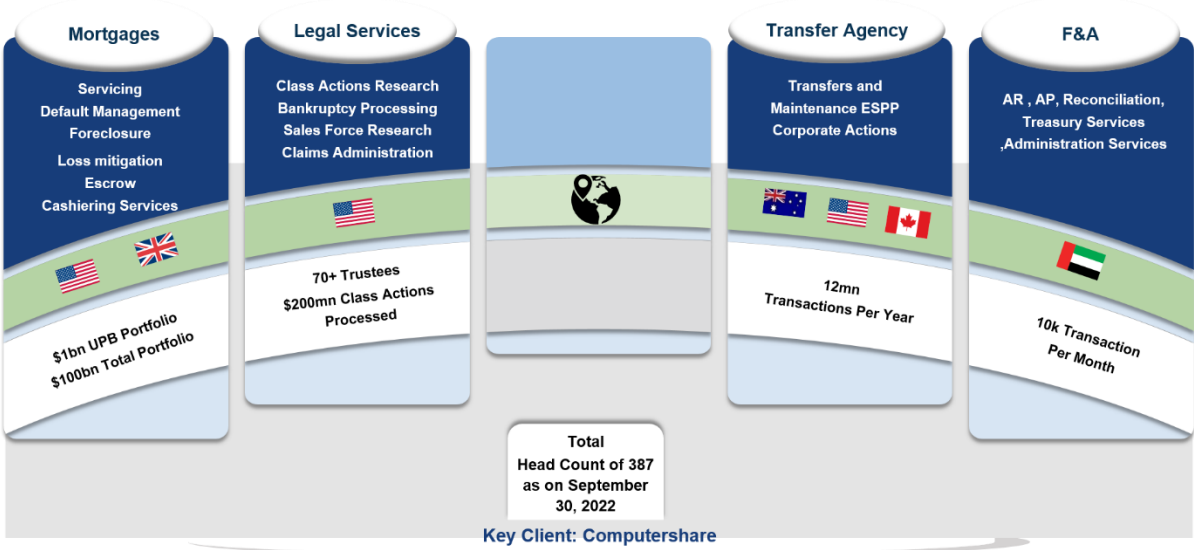 Mortgages
Servicing
Default Management
Foreclosure
Loss mitigation
Escrow
Cashiering Services
$1bn UPB Portfolio
$100bn Total Portfolio
Legal Services
Class Actions Research
Bankruptcy Processing
Sales Force Research
Claims Administration
70+ Trustees
$200mn Class Actions
Processed
Transfer Agency
Transfers and
Maintenance ESPP
Corporate Actions
12mn
Transactions Per Year
F&A
AR , AP, Reconciliation,
Treasury Services
,Administration Services
10k Transaction
Per Month
Total
Head Count of 387
as on September
30, 2022
Key Client: Computershare